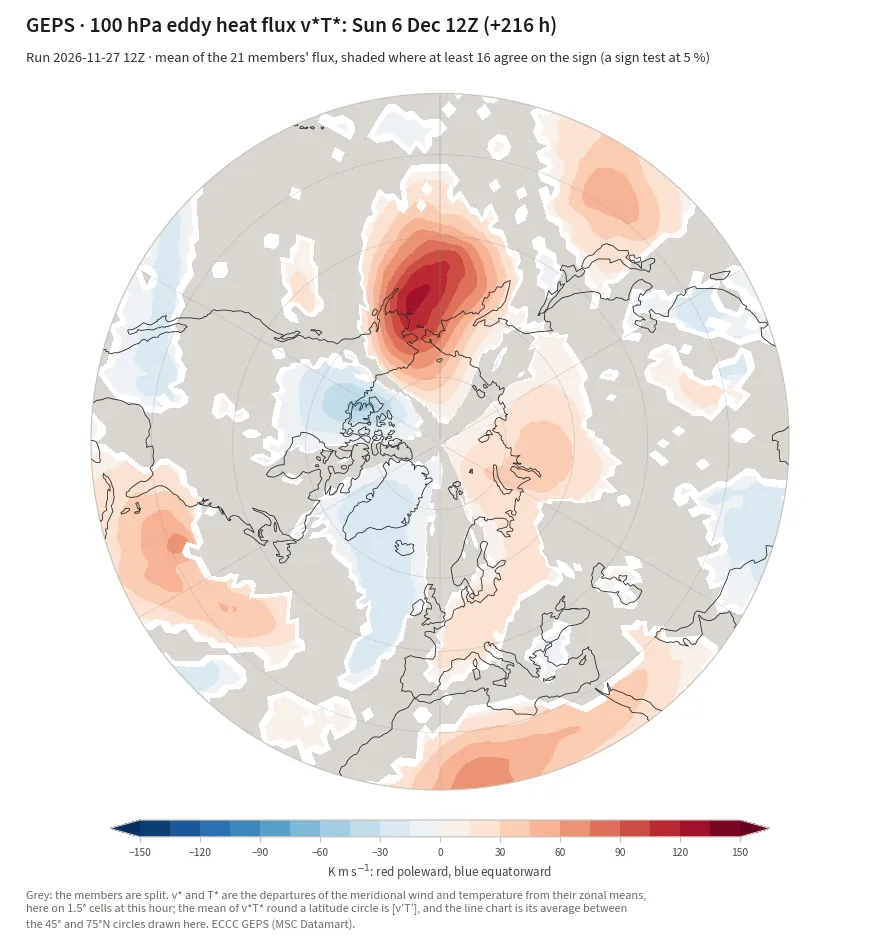 GEPS · 100 hPa eddy heat flux v*T*: Sun 6 Dec 12Z (+216 h)
Run 2026-11-27 12Z · mean of the 21 members' flux, shaded where at least 16 agree on the sign (a sign test at 5 %)
−150 −120 −90 −60 −30 0 30 60 90 120 150
K m s⁻¹: red poleward, blue equatorward
Grey: the members are split. v* and T* are the departures of the meridional wind and temperature from their zonal means,
here on 1.5° cells at this hour; the mean of v*T* round a latitude circle is [v′T′], and the line chart is its average between
the 45° and 75°N circles drawn here. ECCC GEPS (MSC Datamart).